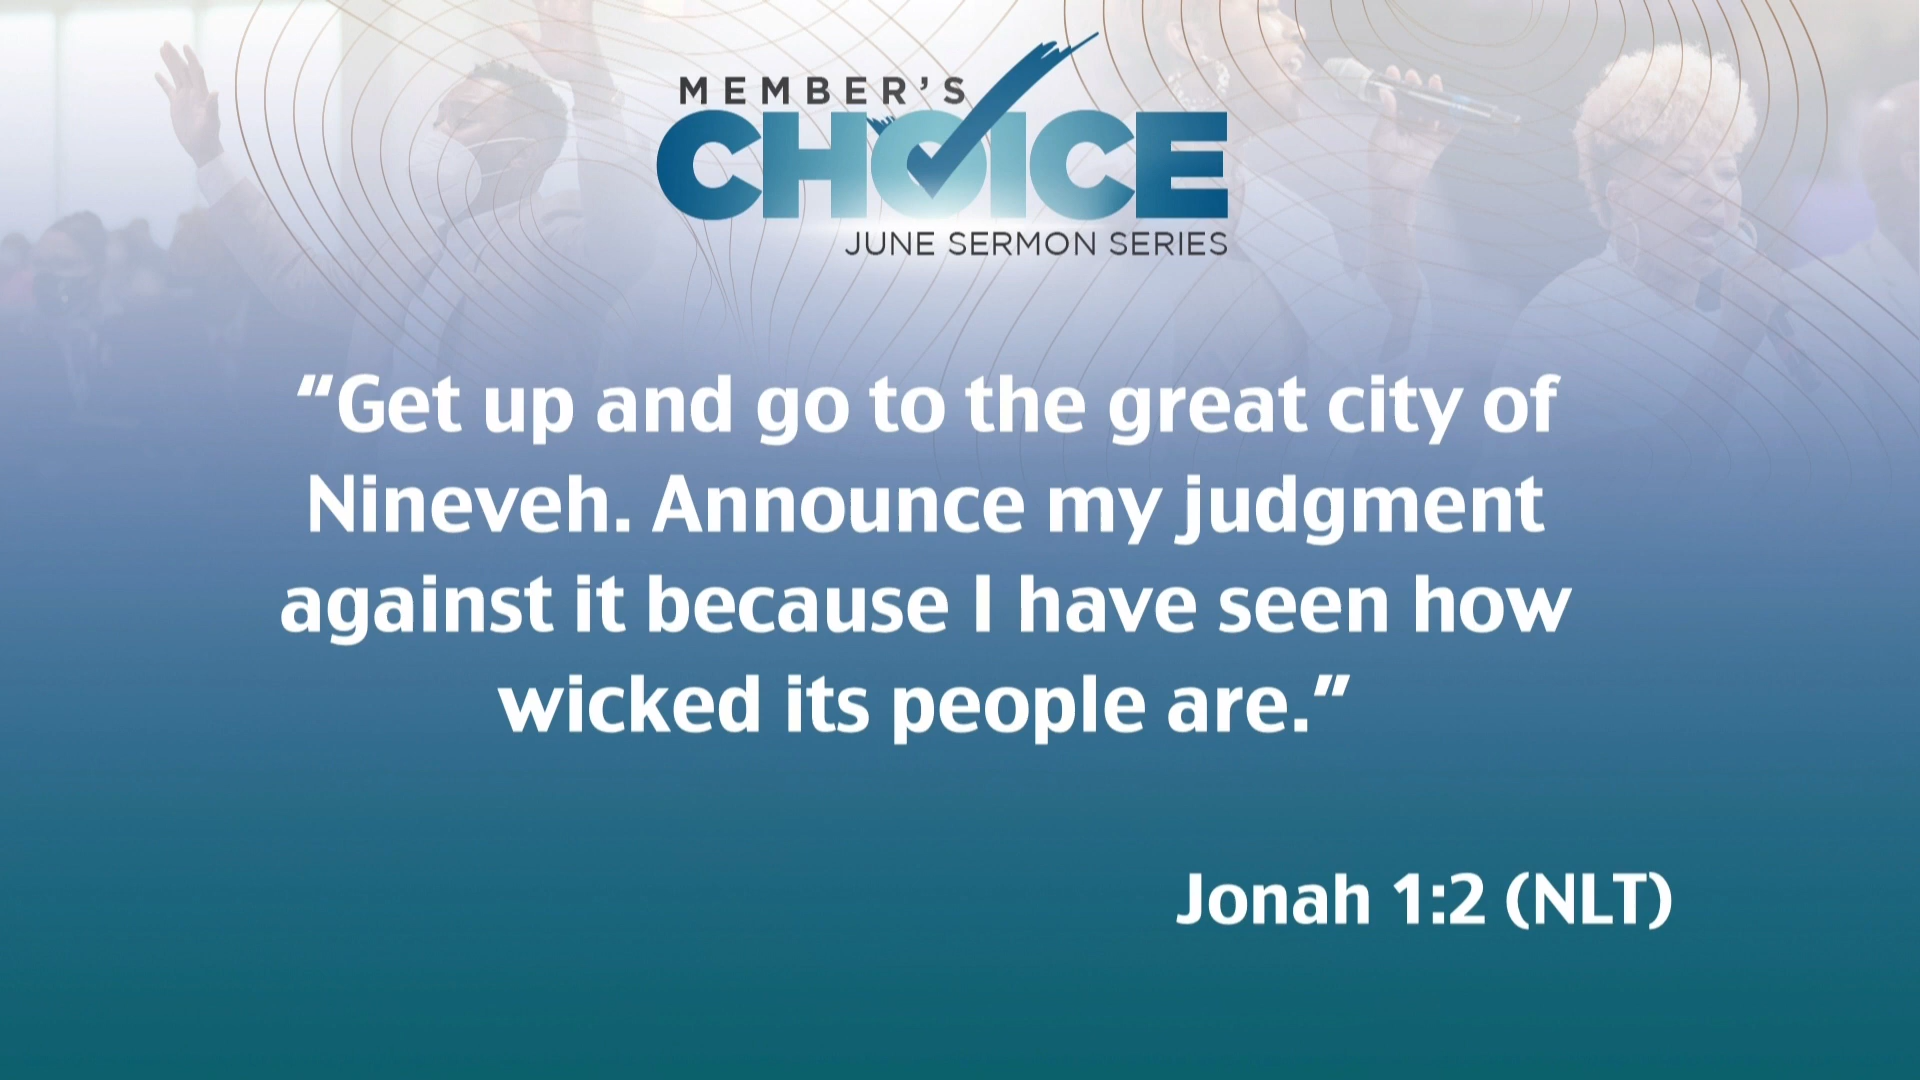 MEMBER'S
CHOICE
JUNE SERMON SERIES
“Get up and go to the great city of
Nineveh. Announce my judgment
against it because I have seen how
wicked its people are.”
Jonah 1:2 (NLT)